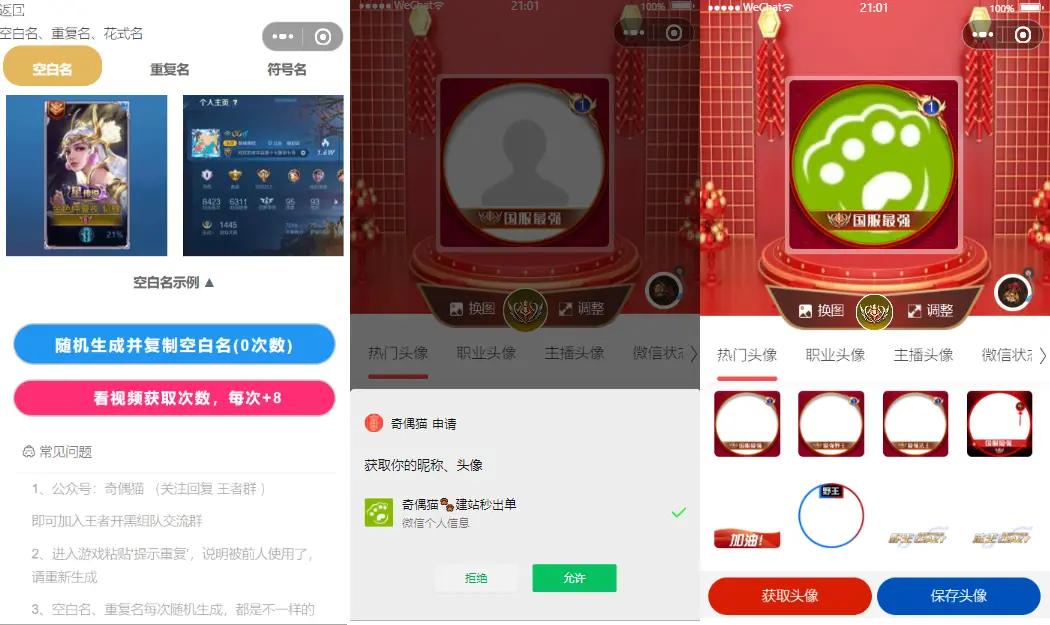 返回
空白名、重复名、花式名
空白名
重复名
符号名
星传说
21%
个人主页 ?
1.6W
8423
6311
95
93
1445
空白名示例 ▲
随机生成并复制空白名(0次数)
看视频获取次数，每次+8
常见问题
1、公众号：奇偶猫 （关注回复 王者群 ）
即可加入王者开黑组队交流群
2、进入游戏粘贴'提示重复'，说明被前人使用了，
请重新生成
3、空白名、重复名每次随机生成，都是不一样的
WeChat
21:01
100%
1
国服最强
换图
调整
热门头像
职业头像
主播头像
微信状态
奇偶猫 申请
获取你的昵称、头像
奇偶猫 建站秒出单
微信个人信息
拒绝
允许
WeChat
21:01
100%
1
国服最强
换图
调整
热门头像
职业头像
主播头像
微信状态
国服最强
国服最强
野王
加油!
获取头像
保存头像